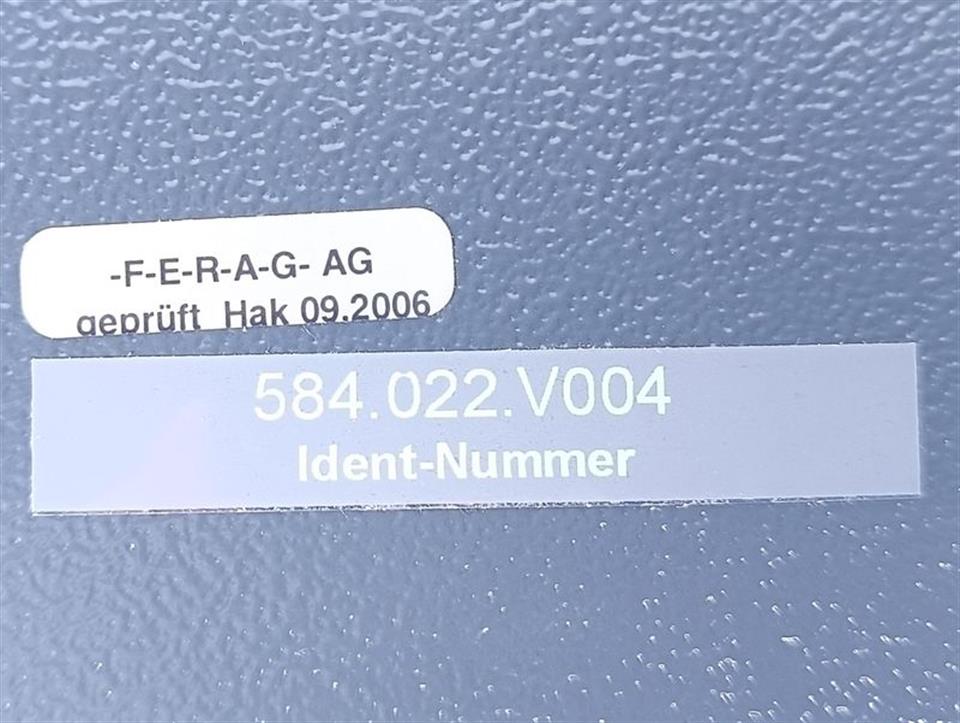 -F-E-R-A-G- AG
geprüft Hak 09.2006
584.022.V004
Ident-Nummer